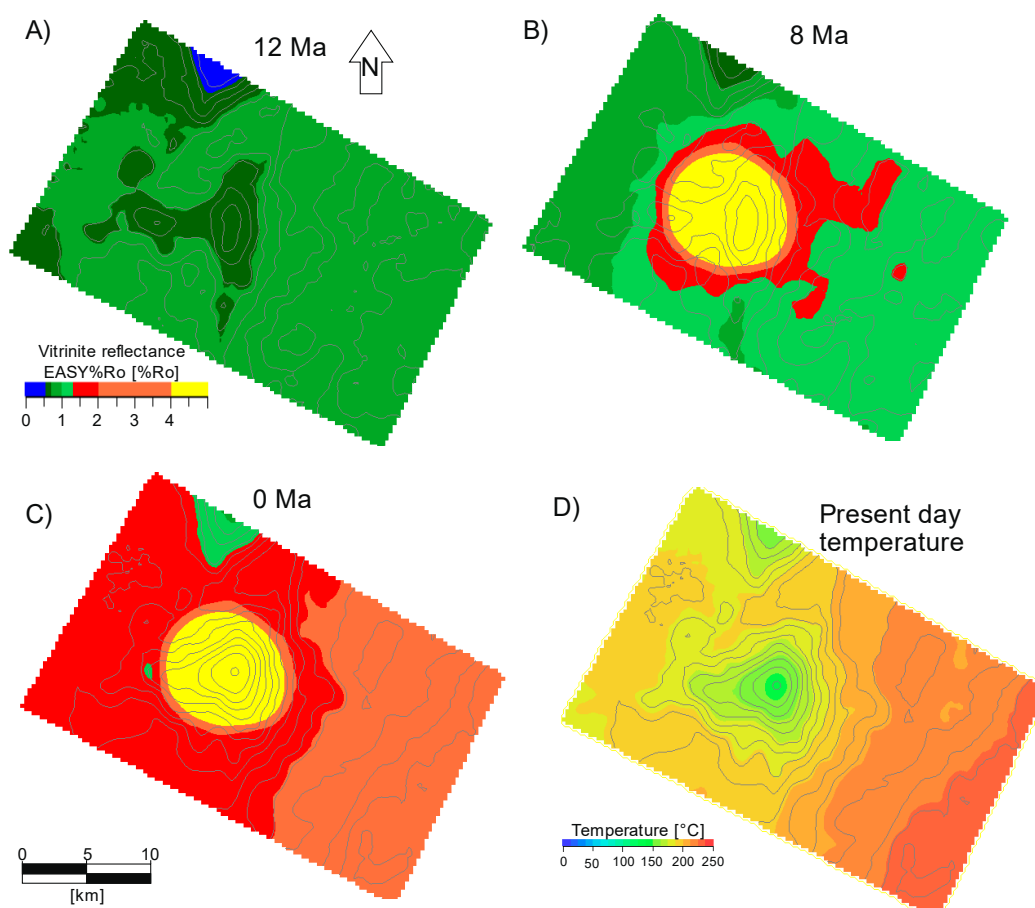 A)
12 Ma
N
B)
8 Ma
Vitrinite reflectance
EASY%Ro [%Ro]
0 1 2 3 4
C)
0 Ma
D)
Present day
temperature
0 5 10
[km]
Temperature [°C]
0 50 100 150 200 250